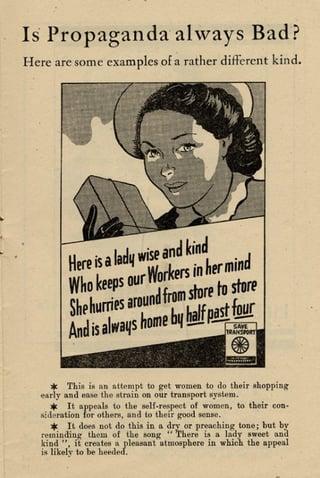 Is Propaganda always Bad?
Here are some examples of a rather different kind.
Here is a lady wise and kind
Who keeps our Workers in her mind
She hurries around from store to store
And is always home by half past four
SAVE
TRANSPORT
* This is an attempt to get women to do their shopping
early and ease the strain on our transport system.
* It appeals to the self-respect of women, to their con-
sideration for others, and to their good sense.
* It does not do this in a dry or preaching tone; but by
reminding them of the song " There is a lady sweet and
kind ", it creates a pleasant atmosphere in which the appeal
is likely to be heeded.